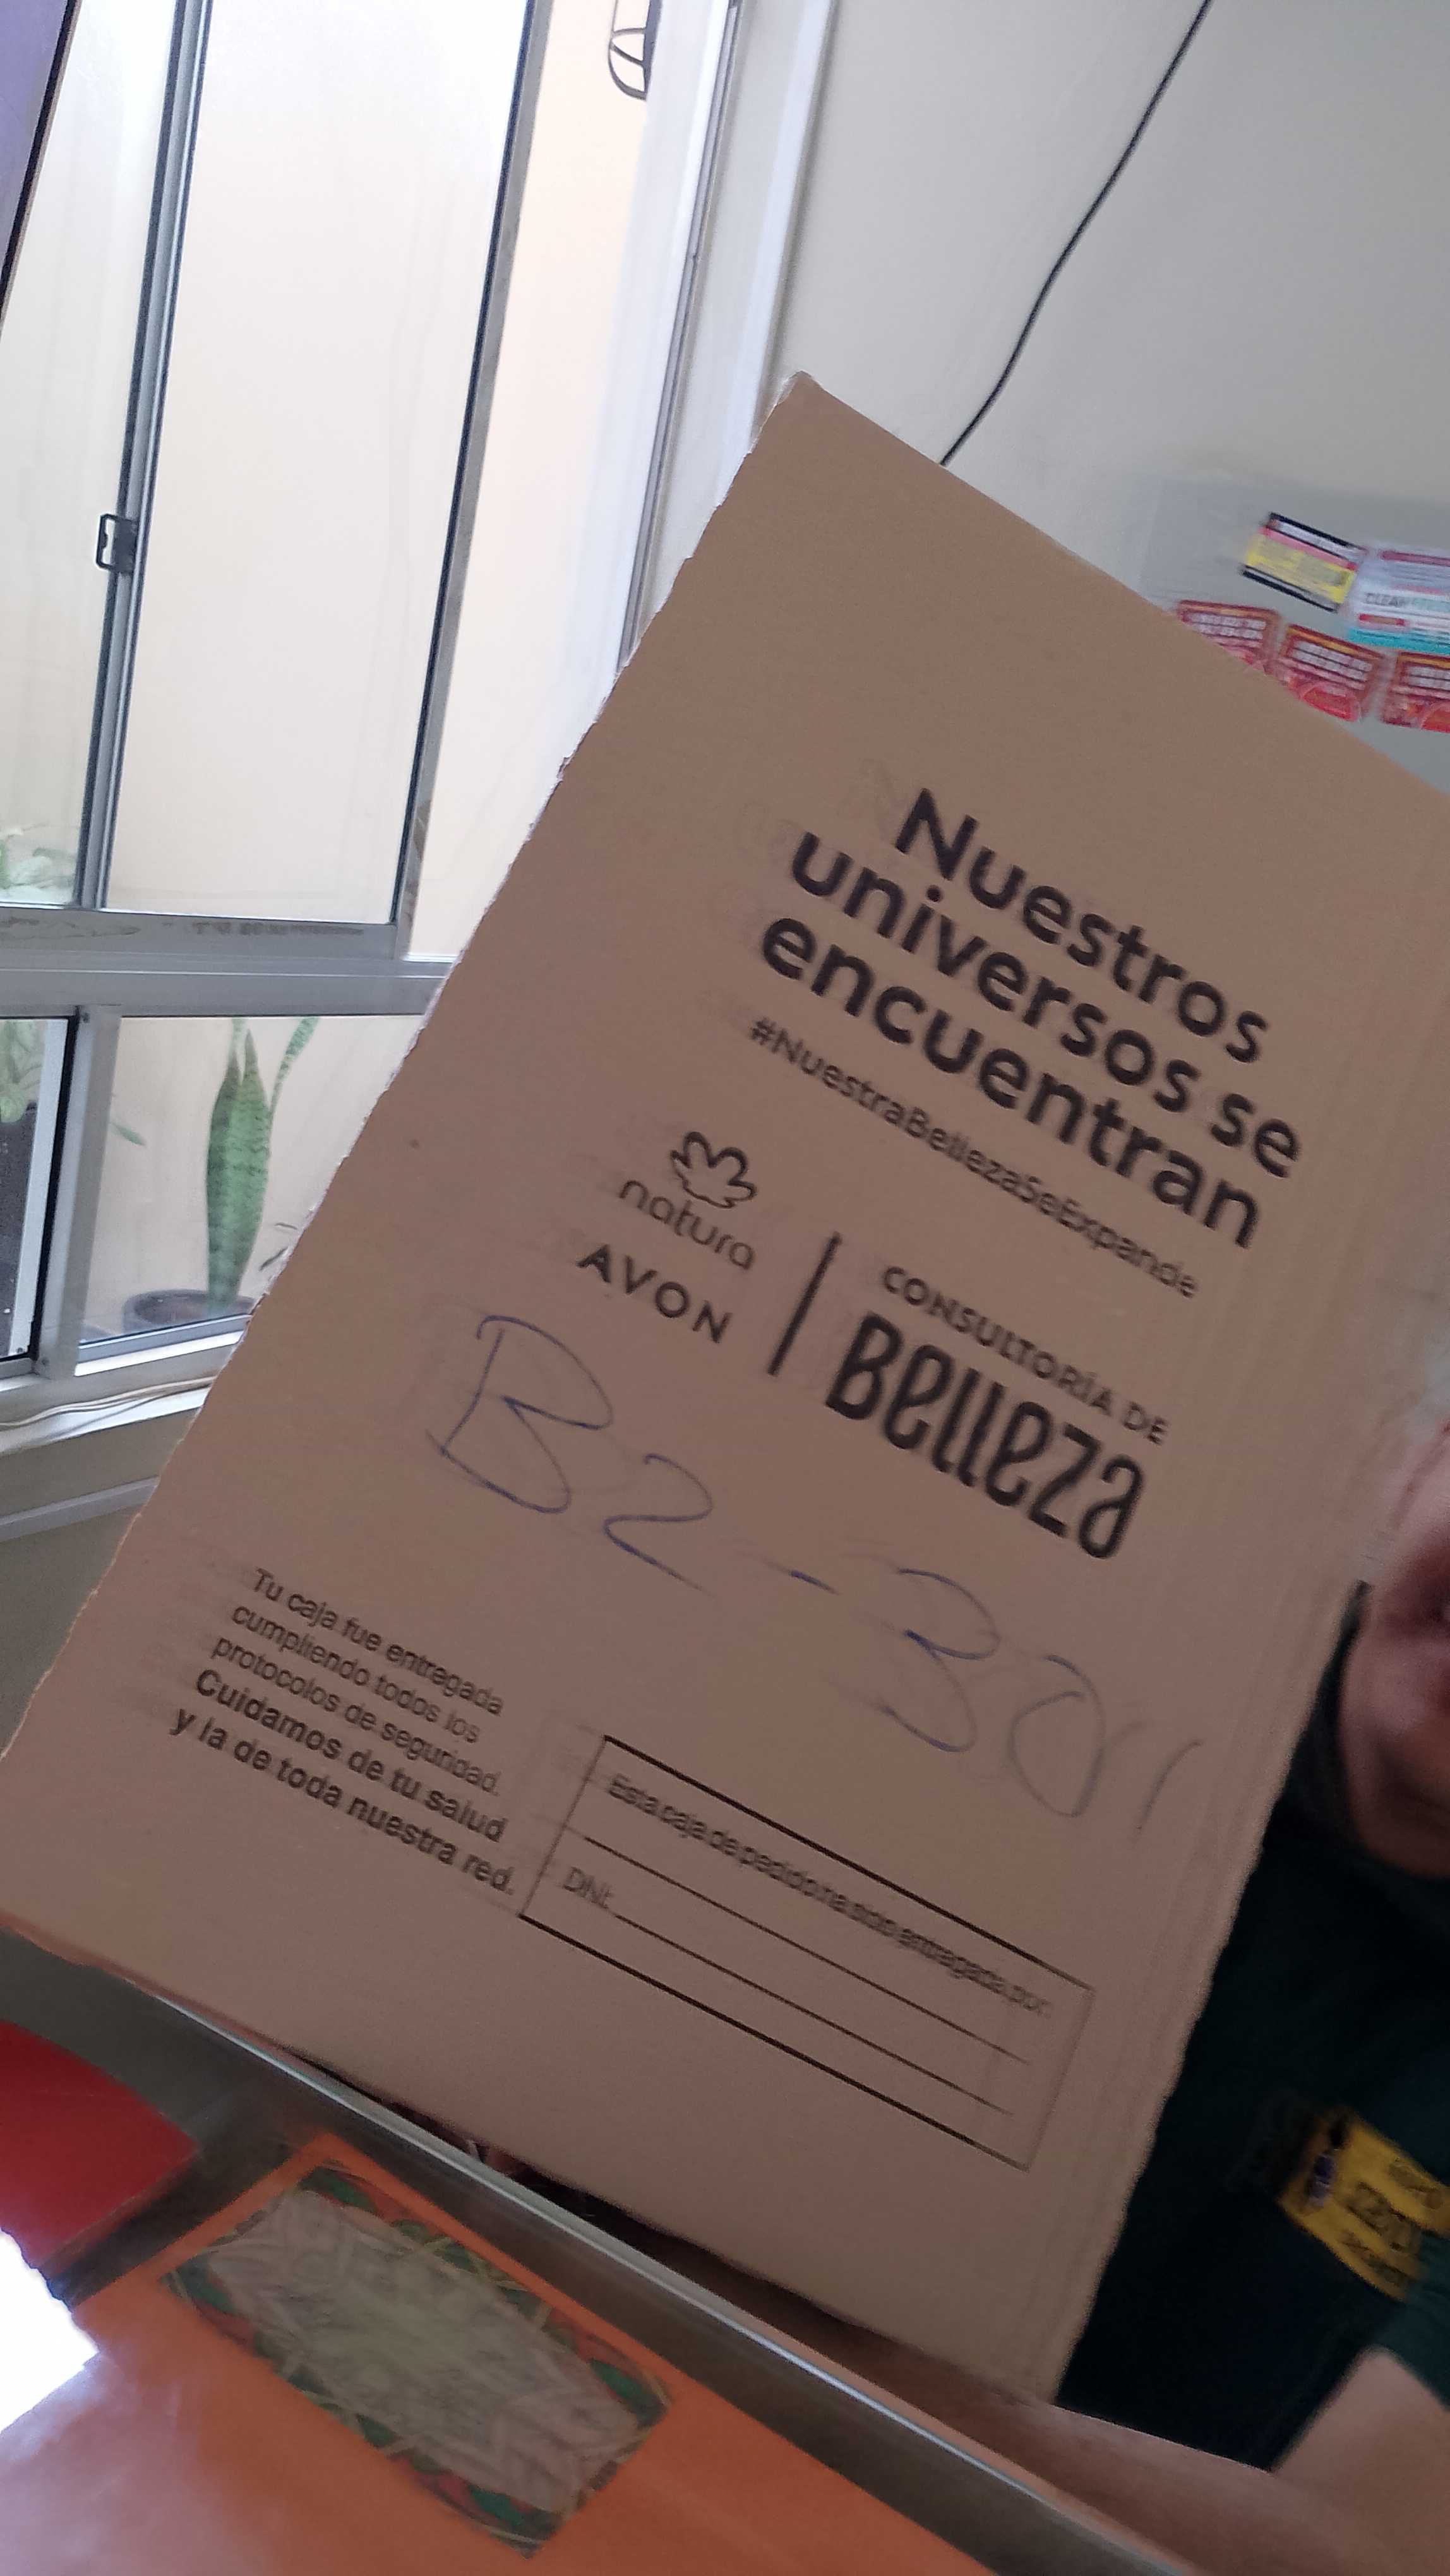 Nuestros
universos se
encuentran
#NuestraBellezaSeExpande
natura
AVON
CONSULTORÍA DE
Belleza
B2--301
Tu caja fue entregada
cumpliendo todos los
protocolos de seguridad.
Cuidamos de tu salud
y la de toda nuestra red.
Esta caja de pedido ha sido entregada por:
DNI:
CLEAN